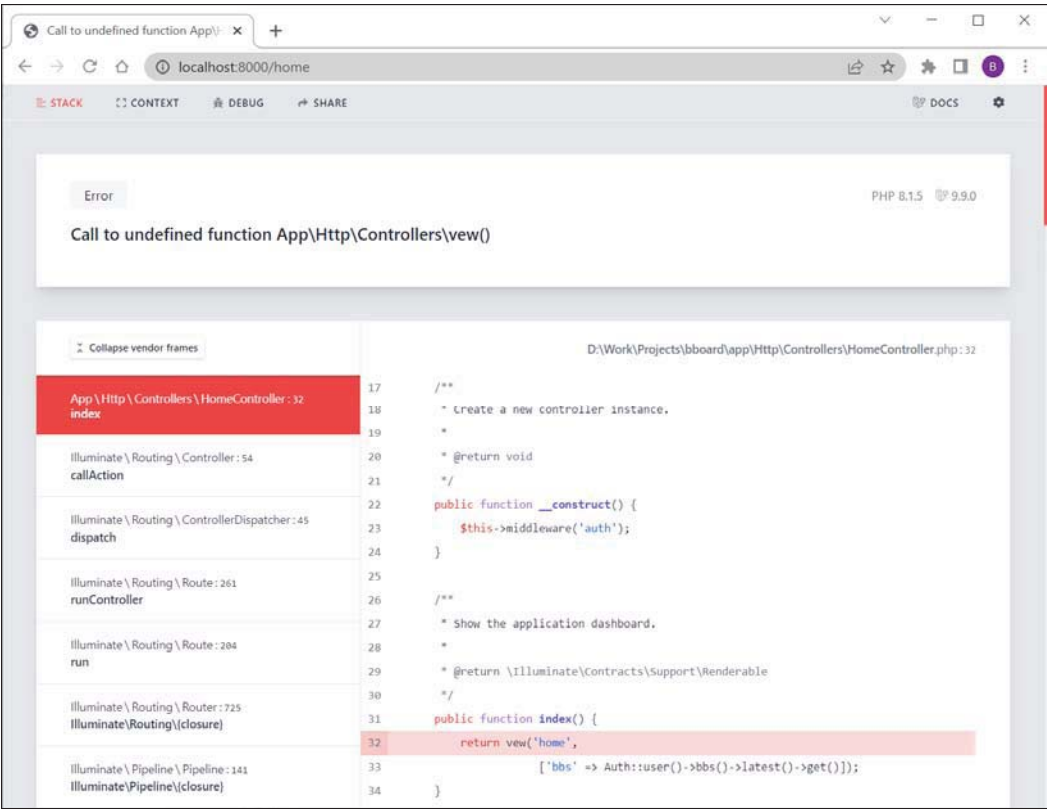 Call to undefined function App\H
localhost:8000/home
B
STACK
CONTEXT
DEBUG
SHARE
DOCS
Error
PHP 8.1.5 9.9.0
Call to undefined function App\Http\Controllers\vew()
Collapse vendor frames
App \ Http \ Controllers \ HomeController : 32
index
Illuminate \ Routing \ Controller : 54
callAction
Illuminate \ Routing \ ControllerDispatcher : 45
dispatch
Illuminate \ Routing \ Route : 261
runController
Illuminate \ Routing \ Route : 204
run
Illuminate \ Routing \ Router : 725
Illuminate\Routing\{closure}
Illuminate \ Pipeline \ Pipeline : 141
Illuminate\Pipeline\{closure}
D:\Work\Projects\bboard\app\Http\Controllers\HomeController.php : 32
17 /**
18 * Create a new controller instance.
19 *
20 * @return void
21 */
22 public function __construct() {
23 $this->middleware('auth');
24 }
25
26 /**
27 * Show the application dashboard.
28 *
29 * @return \Illuminate\Contracts\Support\Renderable
30 */
31 public function index() {
32 return vew('home',
33 ['bbs' => Auth::user()->bbs()->latest()->get()]);
34 }